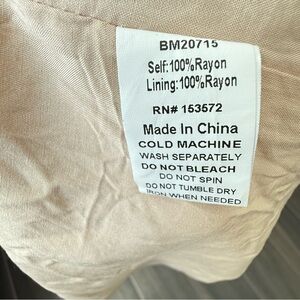 BM20715
Self:100%Rayon
Lining:100%Rayon
RN# 153572
Made In China
COLD MACHINE
WASH SEPARATELY
DO NOT BLEACH
DO NOT SPIN
DO NOT TUMBLE DRY
IRON WHEN NEEDED